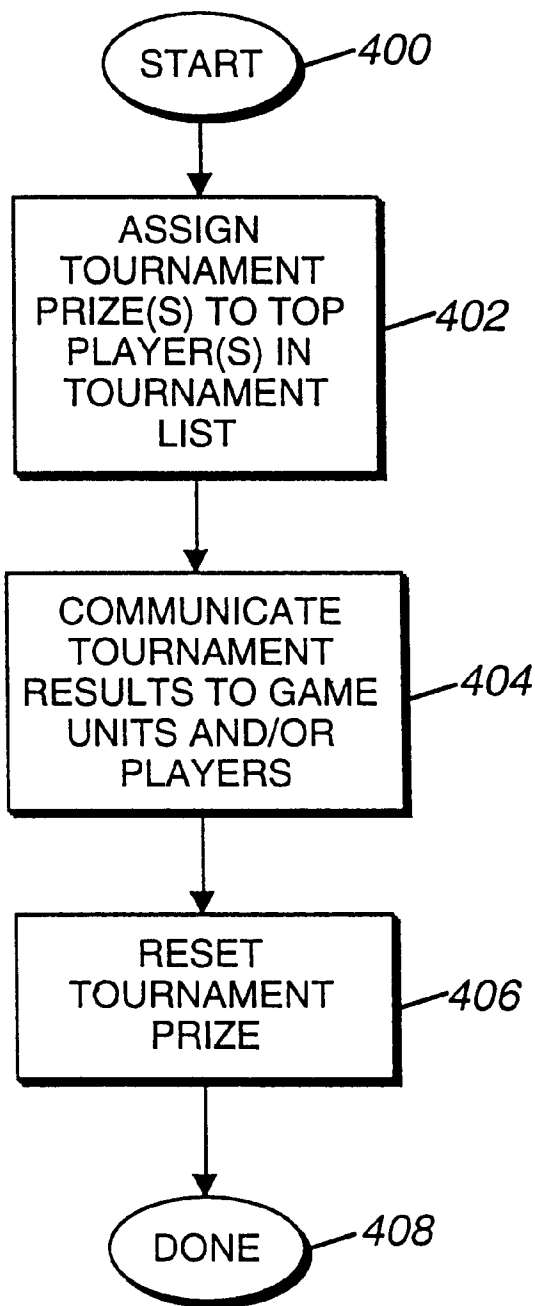 START
400
ASSIGN
TOURNAMENT
PRIZE(S) TO TOP
PLAYER(S) IN
TOURNAMENT
LIST
402
COMMUNICATE
TOURNAMENT
RESULTS TO GAME
UNITS AND/OR
PLAYERS
404
RESET
TOURNAMENT
PRIZE
406
DONE
408